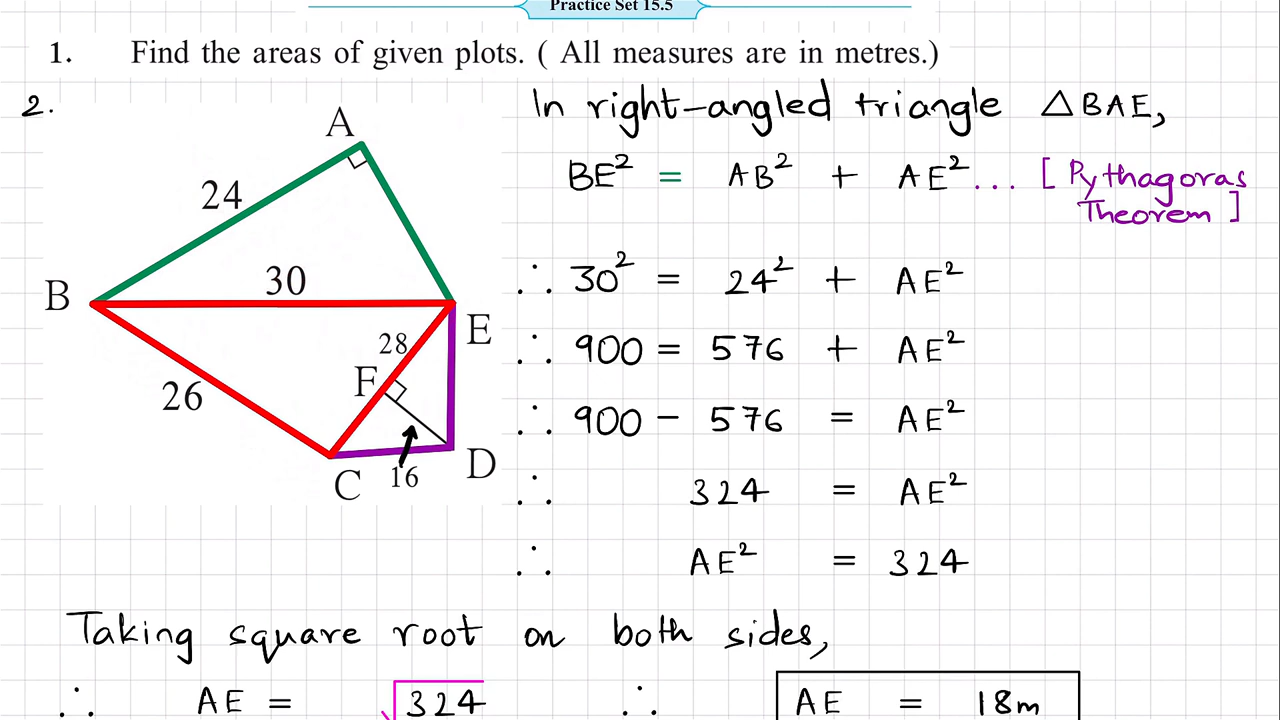 Practice Set 15.5
1. Find the areas of given plots. ( All measures are in metres.)
2.
A
24
B
30
E
28
F
26
C
16
D
In right-angled triangle △BAE,
BE² = AB² + AE² ... [ Pythagoras
Theorem ]
∴ 30² = 24² + AE²
∴ 900 = 576 + AE²
∴ 900 - 576 = AE²
∴ 324 = AE²
∴ AE² = 324
Taking square root on both sides,
∴ AE = √324 ∴ AE = 18m